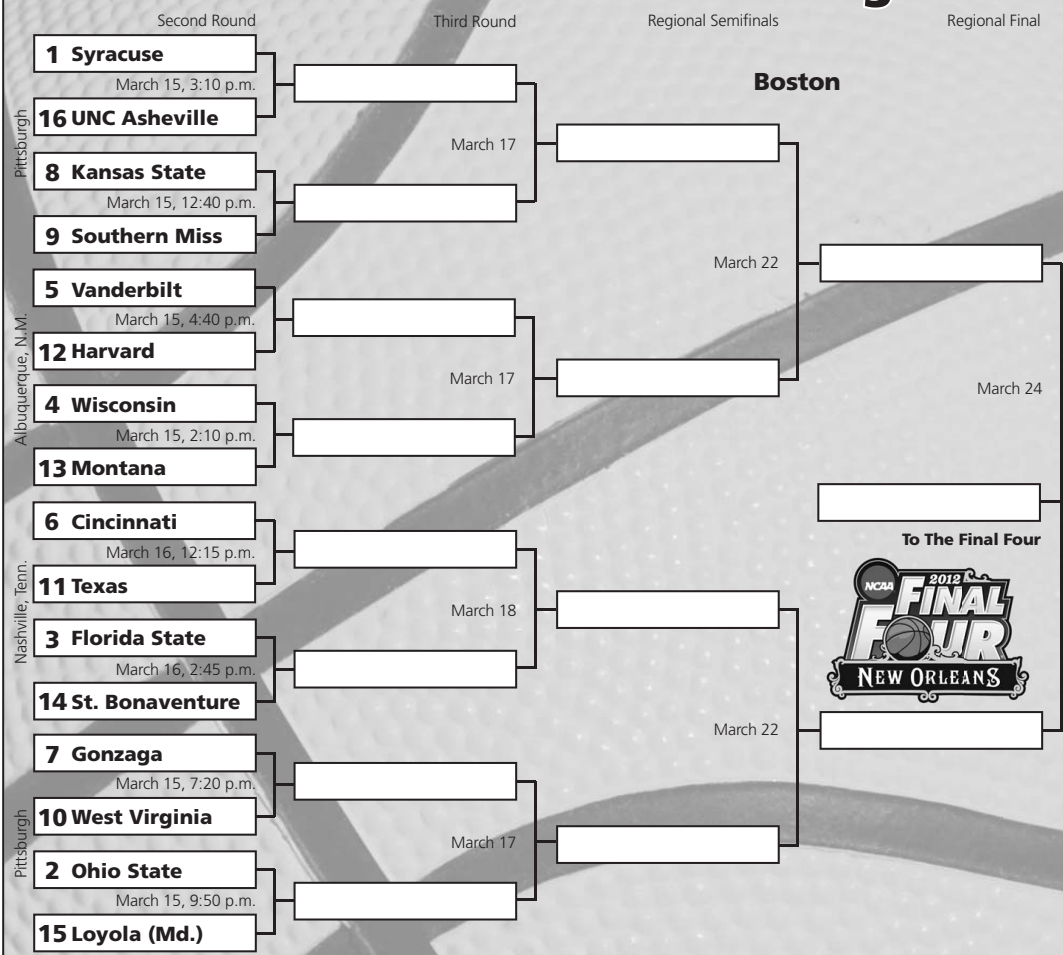 Second Round
Third Round
Regional Semifinals
Regional Final
Boston
Pittsburgh
1 Syracuse
March 15, 3:10 p.m.
16 UNC Asheville
March 17
8 Kansas State
March 15, 12:40 p.m.
9 Southern Miss
March 22
Albuquerque, N.M.
5 Vanderbilt
March 15, 4:40 p.m.
12 Harvard
March 17
4 Wisconsin
March 15, 2:10 p.m.
13 Montana
March 24
Nashville, Tenn.
6 Cincinnati
March 16, 12:15 p.m.
11 Texas
March 18
3 Florida State
March 16, 2:45 p.m.
14 St. Bonaventure
To The Final Four
NCAA
2012
FINAL
FOUR
NEW ORLEANS
March 22
Pittsburgh
7 Gonzaga
March 15, 7:20 p.m.
10 West Virginia
March 17
2 Ohio State
March 15, 9:50 p.m.
15 Loyola (Md.)